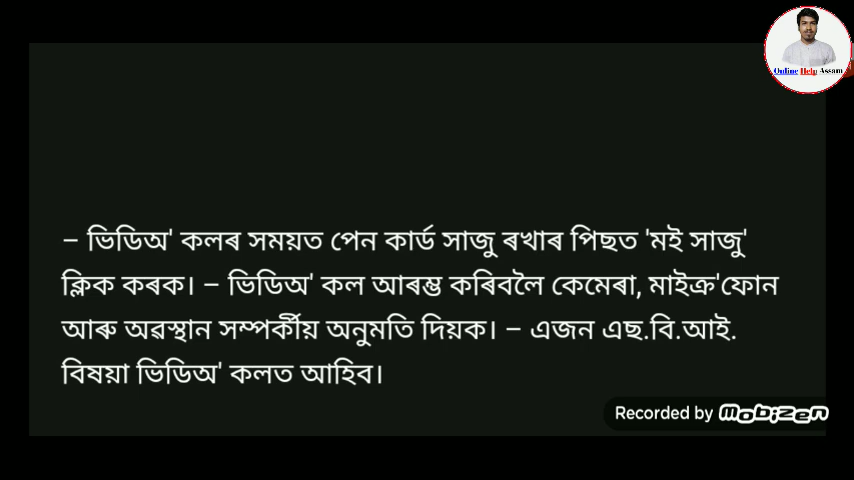 Online Help Assam
– ভিডিঅ' কলৰ সময়ত পেন কাৰ্ড সাজু ৰখাৰ পিছত 'মই সাজু'
ক্লিক কৰক। – ভিডিঅ' কল আৰম্ভ কৰিবলৈ কেমেৰা, মাইক্ৰ'ফোন
আৰু অৱস্থান সম্পৰ্কীয় অনুমতি দিয়ক। – এজন এছ.বি.আই.
বিষয়া ভিডিঅ' কলত আহিব।
Recorded by mobizen